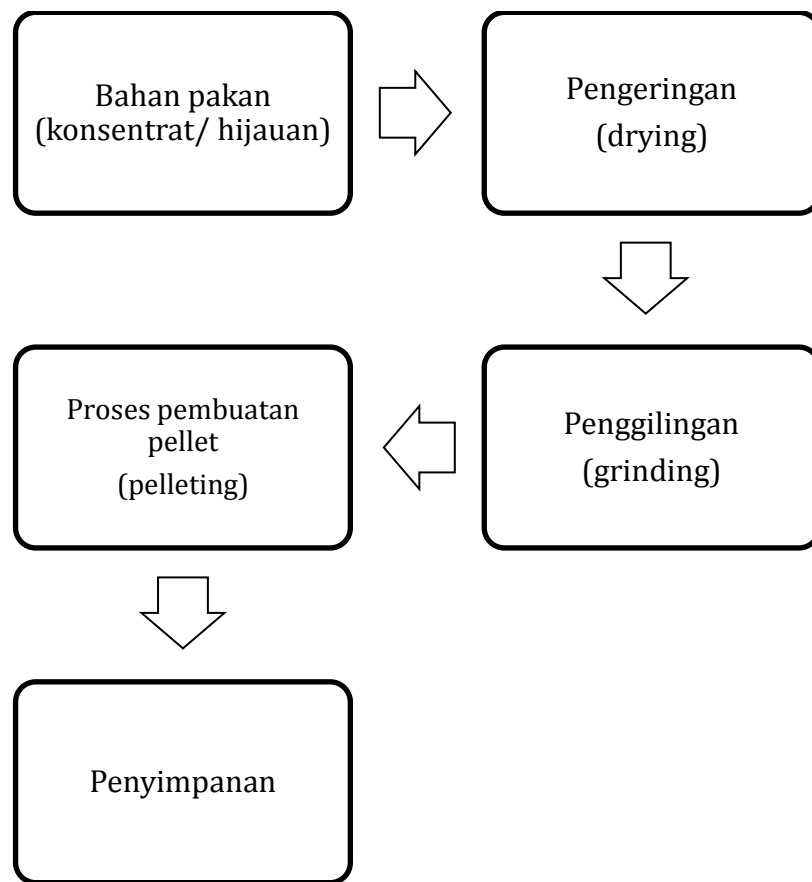 Bahan pakan
(konsentrat/ hijauan)
Pengeringan
(drying)
Penggilingan
(grinding)
Proses pembuatan
pellet
(pelleting)
Penyimpanan